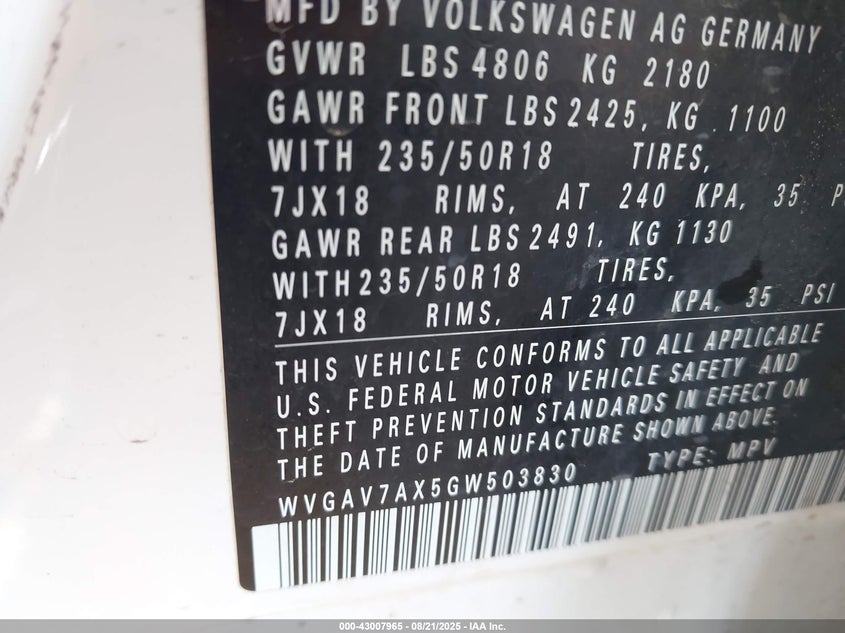 MFD BY VOLKSWAGEN AG GERMANY
GVWR LBS 4806 KG 2180
GAWR FRONT LBS 2425, KG 1100
WITH 235/50R18 TIRES,
7JX18 RIMS, AT 240 KPA, 35 P
GAWR REAR LBS 2491, KG 1130
WITH 235/50R18 TIRES,
7JX18 RIMS, AT 240 KPA, 35 PSI
THIS VEHICLE CONFORMS TO ALL APPLICABLE
U.S. FEDERAL MOTOR VEHICLE SAFETY AND
THEFT PREVENTION STANDARDS IN EFFECT ON
THE DATE OF MANUFACTURE SHOWN ABOVE.
TYPE: MPV
WVGAV7AX5GW503830
000-43007965 - 08/21/2025 - IAA Inc.